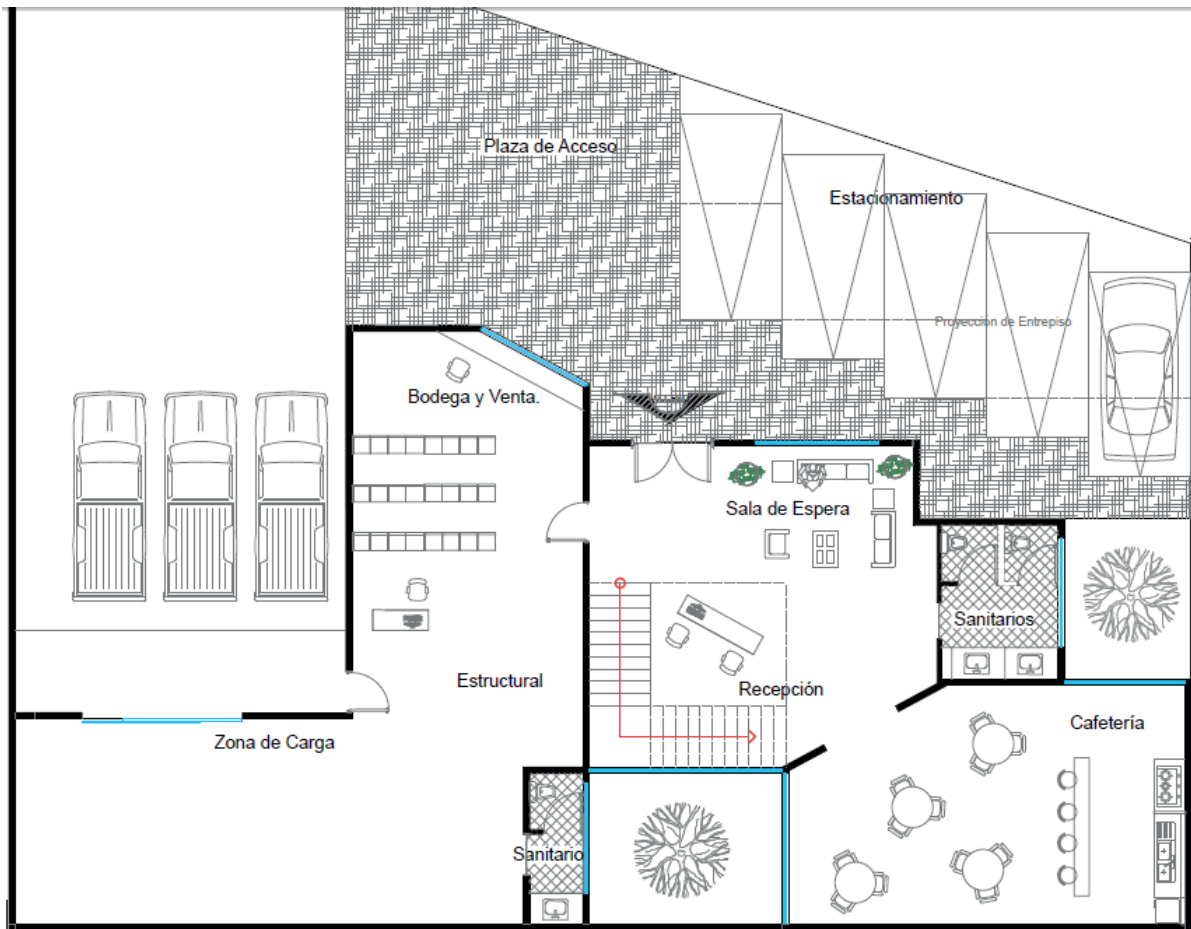 Plaza de Acceso
Estacionamiento
Proyección de Entrepiso
Bodega y Venta.
Sala de Espera
Sanitarios
Estructural
Recepción
Cafetería
Zona de Carga
Sanitario